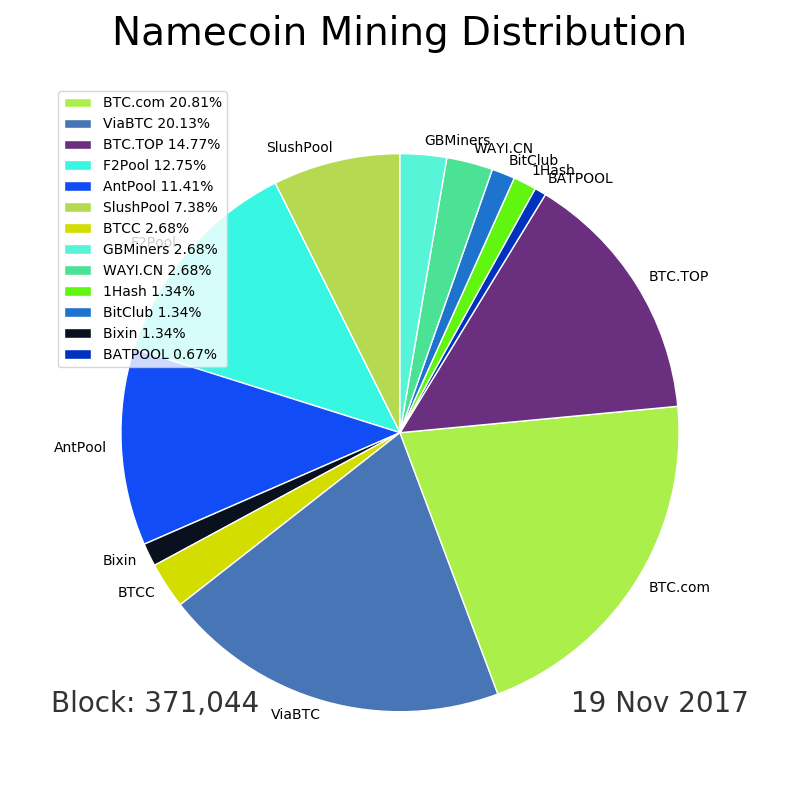 Namecoin Mining Distribution
BTC.com 20.81%
ViaBTC 20.13%
BTC.TOP 14.77%
F2Pool 12.75%
AntPool 11.41%
SlushPool 7.38%
BTCC 2.68%
GBMiners 2.68%
WAYI.CN 2.68%
1Hash 1.34%
BitClub 1.34%
Bixin 1.34%
BATPOOL 0.67%
SlushPool
GBMiners
WAYI.CN
BitClub
1Hash
BATPOOL
F2Pool
BTC.TOP
AntPool
Bixin
BTCC
BTC.com
ViaBTC
Block: 371,044
19 Nov 2017